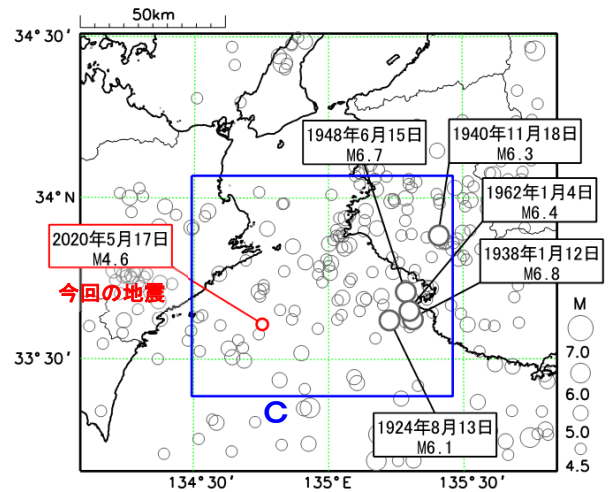 50km
34°30′
1948年6月15日
M6.7
1940年11月18日
M6.3
34°N
1962年1月4日
M6.4
2020年5月17日
M4.6
1938年1月12日
M6.8
今回の地震
M
33°30′
7.0
6.0
C
5.0
1924年8月13日
M6.1
4.5
134°30′
135°E
135°30′